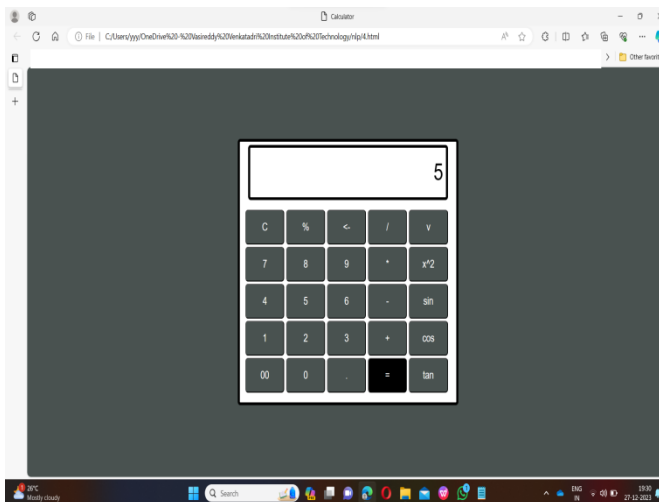 Calculator
File | C:/Users/yyy/OneDrive%20-%20Vasireddy%20Venkatadri%20Institute%20of%20Technology/nlp/4.html
Other favorit
5
C % <- / v
7 8 9 * x^2
4 5 6 - sin
1 2 3 + cos
00 0 . = tan
26°C
Mostly cloudy
Search
ENG
IN
19:30
27-12-2023